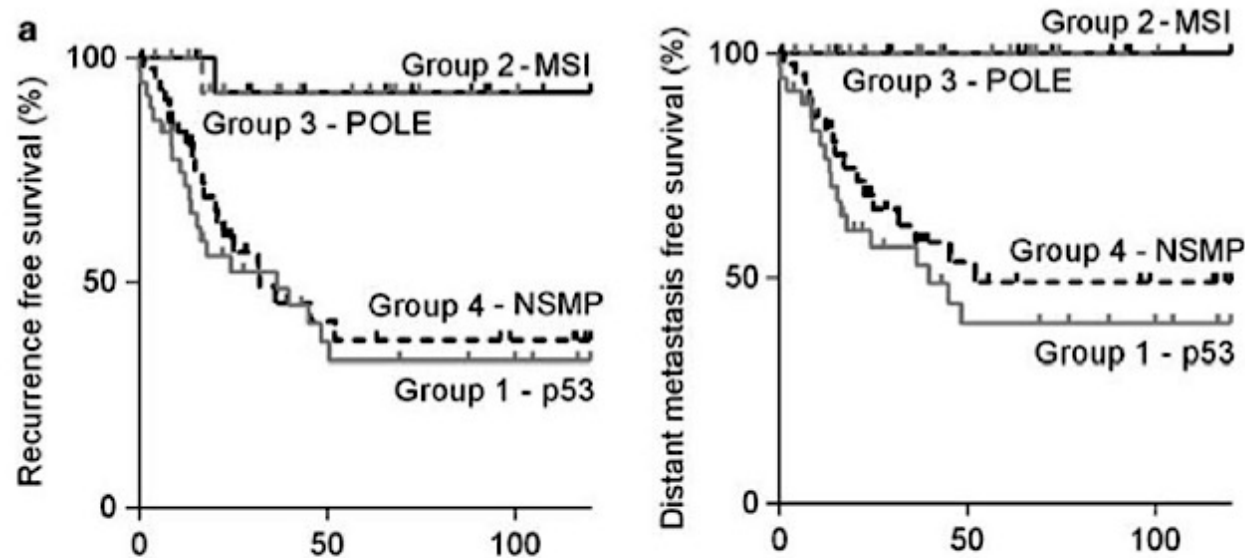 a
Recurrence free survival (%)
100
50
0
0
50
100
Group 2 - MSI
Group 3 - POLE
Group 4 - NSMP
Group 1 - p53
Distant metastasis free survival (%)
100
50
0
0
50
100
Group 2 - MSI
Group 3 - POLE
Group 4 - NSMP
Group 1 - p53